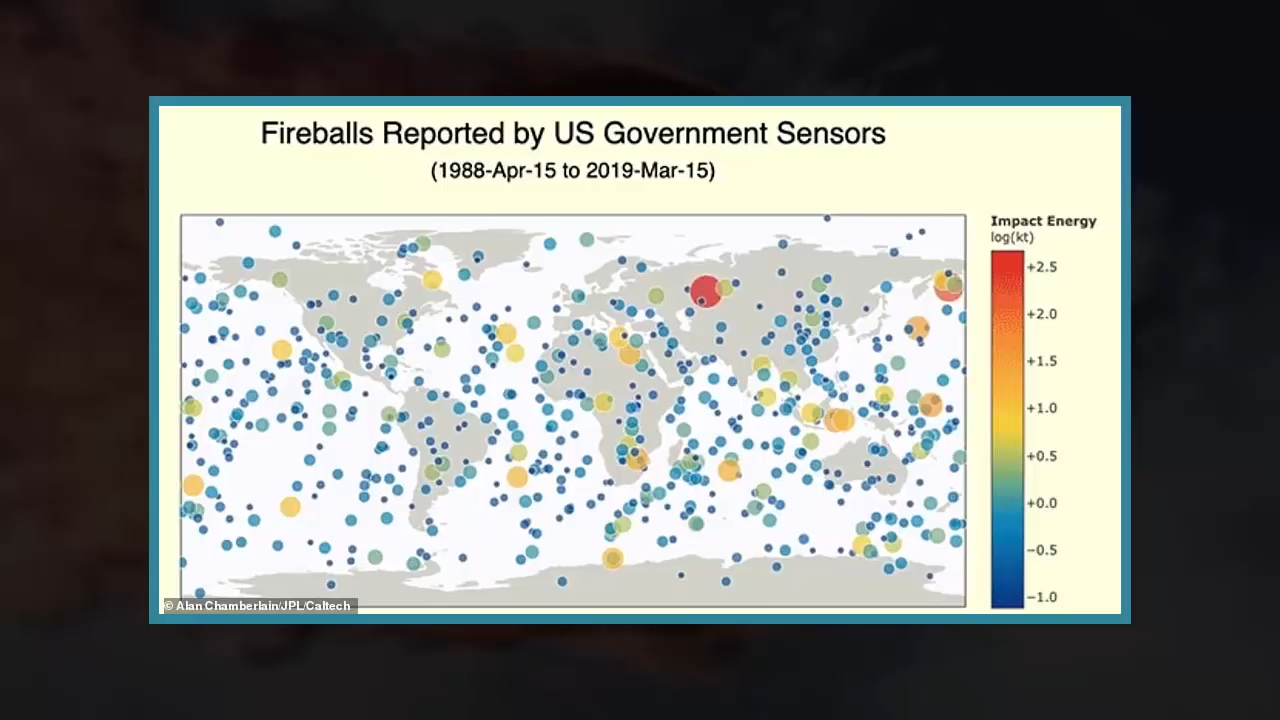 Fireballs Reported by US Government Sensors
(1988-Apr-15 to 2019-Mar-15)
Impact Energy
log(kt)
+2.5
+2.0
+1.5
+1.0
+0.5
+0.0
−0.5
−1.0
© Alan Chamberlain/JPL/Caltech